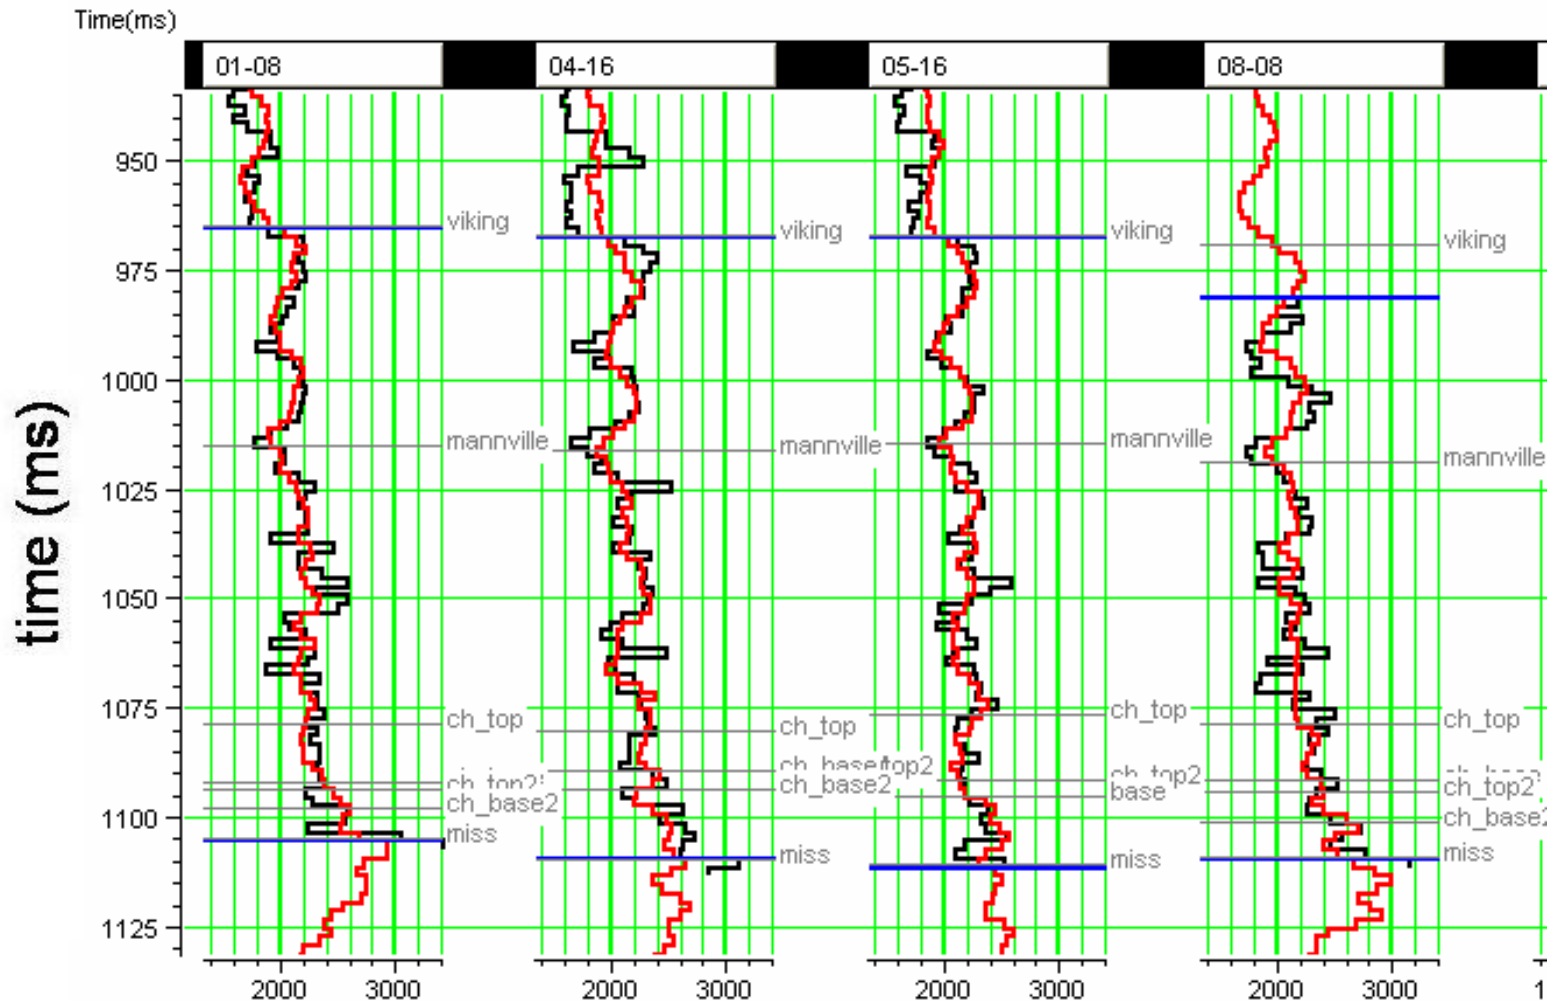 Time(ms)
01-08 04-16 05-16 08-08
950
viking viking viking viking
975
1000
mannville mannville mannville mannville
1025
time (ms)
1050
1075
ch_top ch_top ch_top ch_top
ch_top2 ch_top2 ch_top2
ch_base2 ch_base2 base ch_base2
1100
miss miss miss miss
1125
2000 3000 2000 3000 2000 3000 2000 3000 1